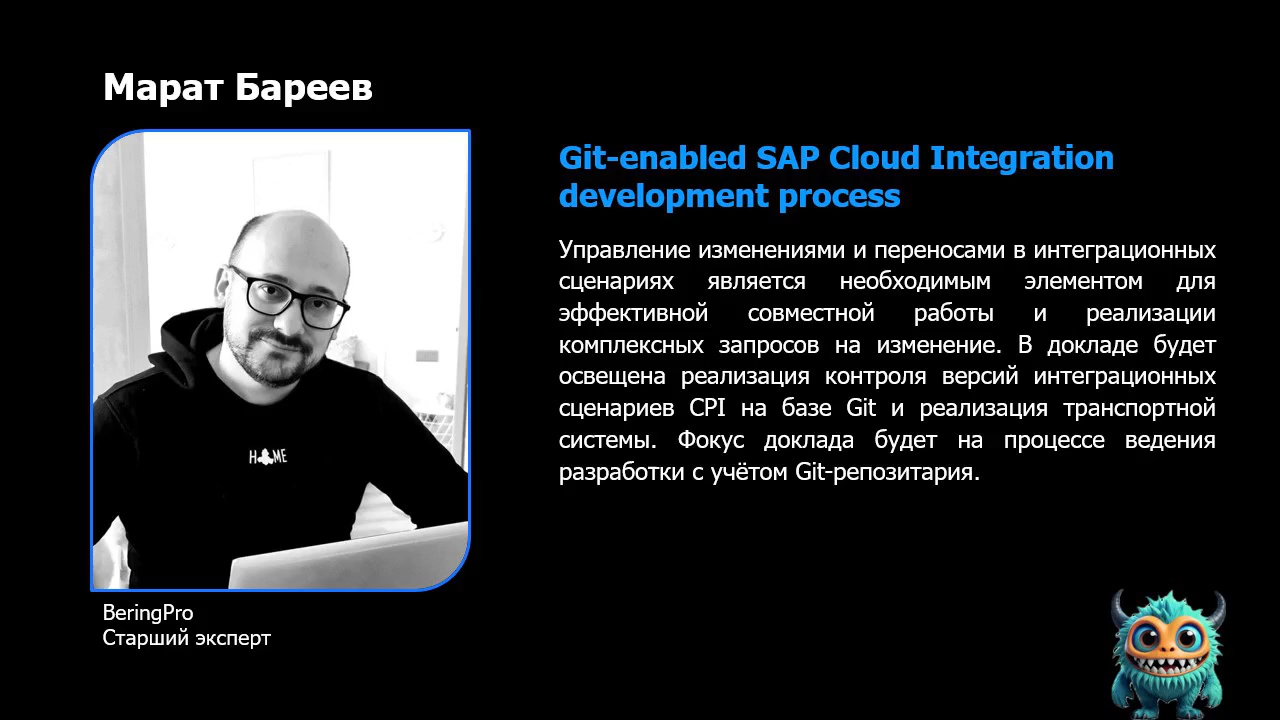 Марат Бареев
Git-enabled SAP Cloud Integration
development process
Управление изменениями и переносами в интеграционных
сценариях является необходимым элементом для
эффективной совместной работы и реализации
комплексных запросов на изменение. В докладе будет
освещена реализация контроля версий интеграционных
сценариев CPI на базе Git и реализация транспортной
системы. Фокус доклада будет на процессе ведения
разработки с учётом Git-репозитария.
H ME
BeringPro
Старший эксперт